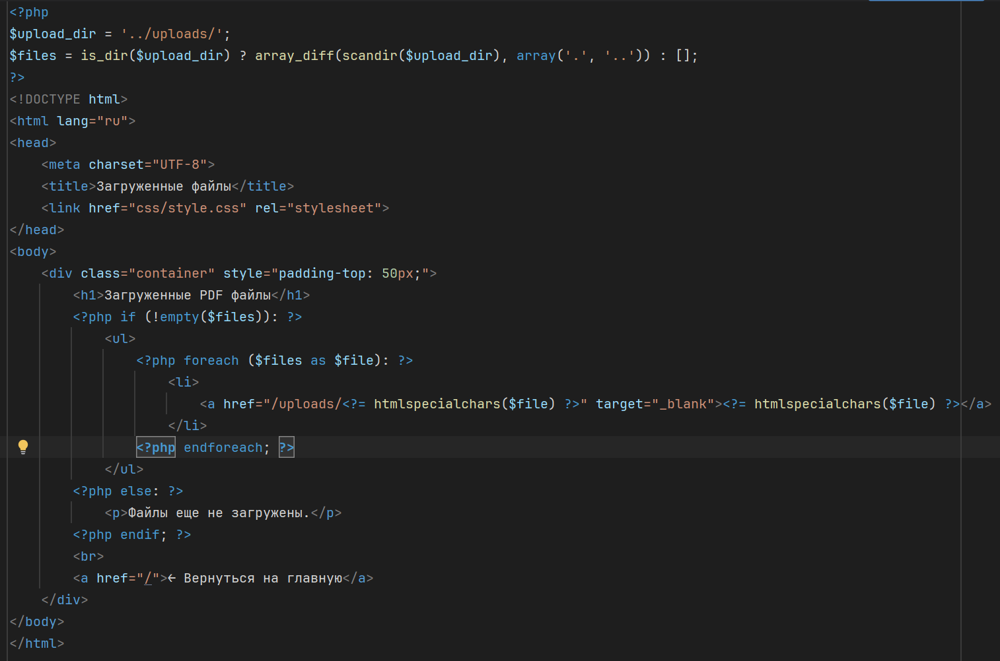 <?php
$upload_dir = '../uploads/';
$files = is_dir($upload_dir) ? array_diff(scandir($upload_dir), array('.', '..')) : [];
?>
<!DOCTYPE html>
<html lang="ru">
<head>
    <meta charset="UTF-8">
    <title>Загруженные файлы</title>
    <link href="css/style.css" rel="stylesheet">
</head>
<body>
    <div class="container" style="padding-top: 50px;">
        <h1>Загруженные PDF файлы</h1>
        <?php if (!empty($files)): ?>
            <ul>
                <?php foreach ($files as $file): ?>
                    <li>
                        <a href="/uploads/<?= htmlspecialchars($file) ?>" target="_blank"><?= htmlspecialchars($file) ?></a>
                    </li>
                <?php endforeach; ?>
            </ul>
        <?php else: ?>
            <p>Файлы еще не загружены.</p>
        <?php endif; ?>
        <br>
        <a href="/">← Вернуться на главную</a>
    </div>
</body>
</html>